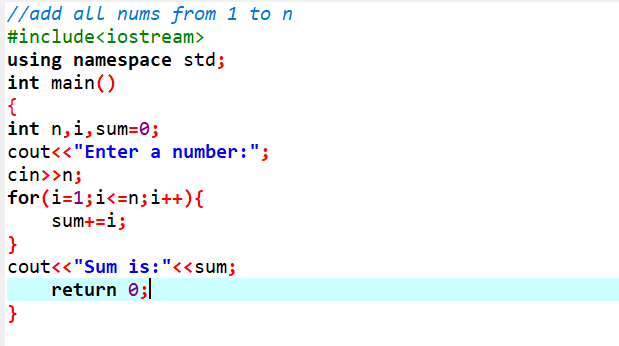 //add all nums from 1 to n
#include<iostream>
using namespace std;
int main()
{
int n,i,sum=0;
cout<<"Enter a number:";
cin>>n;
for(i=1;i<=n;i++){
    sum+=i;
}
cout<<"Sum is:"<<sum;
    return 0;
}